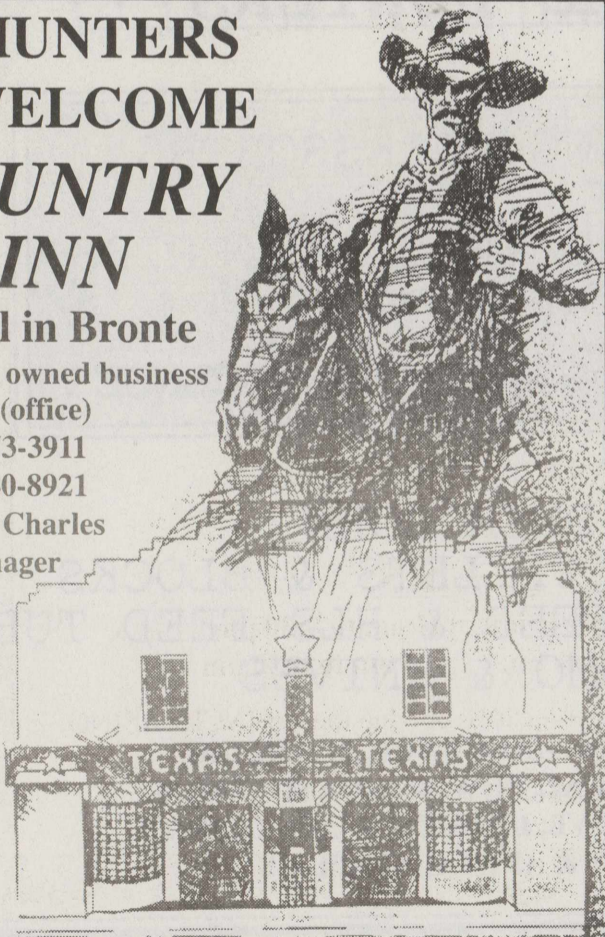 HUNTERS
WELCOME
UNTRY
INN
l in Bronte
owned business
(office)
3-3911
0-8921
Charles
ager
TEXAS TEXAS